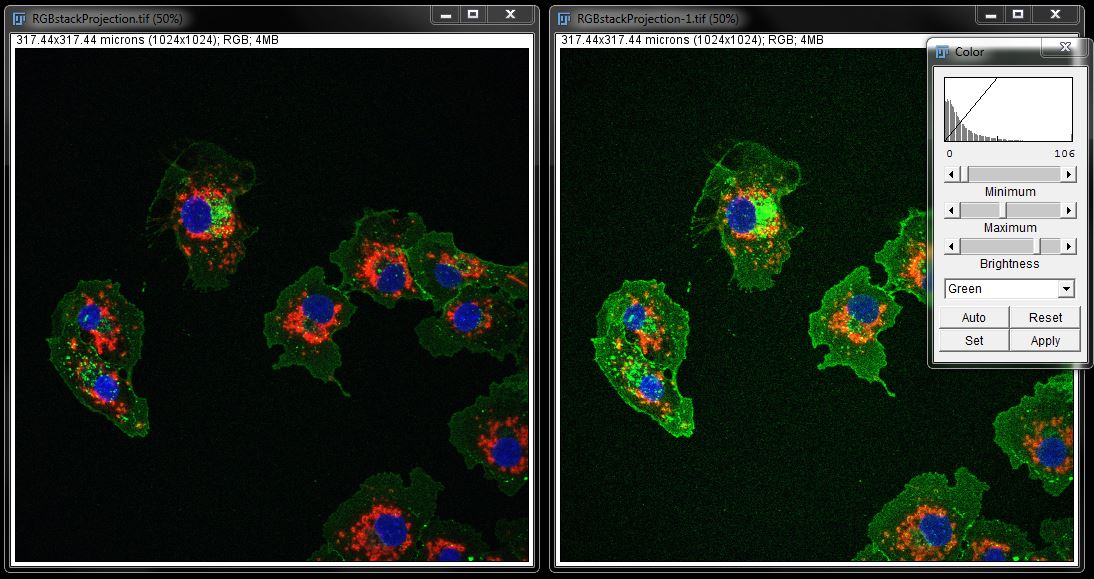 RGBstackProjection.tif (50%)
317.44x317.44 microns (1024x1024); RGB; 4MB
RGBstackProjection-1.tif (50%)
317.44x317.44 microns (1024x1024); RGB; 4MB
Color
0 106
Minimum
Maximum
Brightness
Green
Auto Reset
Set Apply